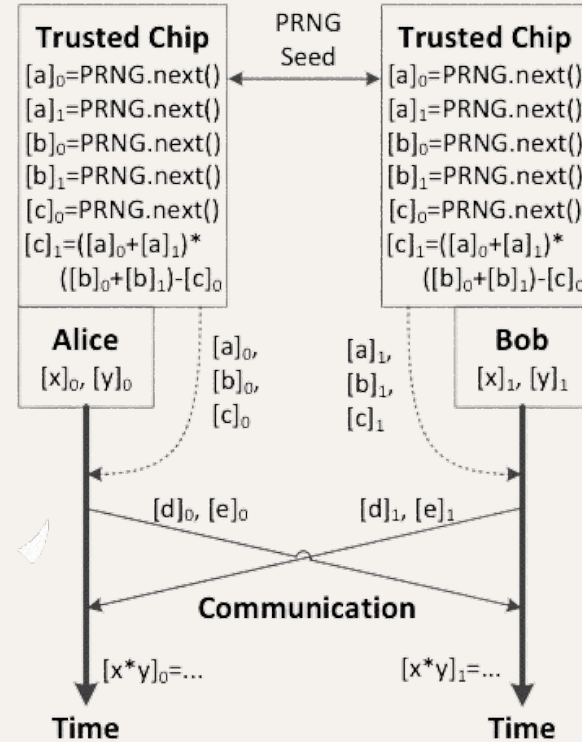 Trusted Chip
[a]₀=PRNG.next()
[a]₁=PRNG.next()
[b]₀=PRNG.next()
[b]₁=PRNG.next()
[c]₀=PRNG.next()
[c]₁=([a]₀+[a]₁)*
([b]₀+[b]₁)-[c]₀
PRNG
Seed
Trusted Chip
[a]₀=PRNG.next()
[a]₁=PRNG.next()
[b]₀=PRNG.next()
[b]₁=PRNG.next()
[c]₀=PRNG.next()
[c]₁=([a]₀+[a]₁)*
([b]₀+[b]₁)-[c]₀
Alice
[x]₀, [y]₀
[a]₀,
[b]₀,
[c]₀
[a]₁,
[b]₁,
[c]₁
Bob
[x]₁, [y]₁
[d]₀, [e]₀
[d]₁, [e]₁
Communication
[x*y]₀=...
[x*y]₁=...
Time
Time